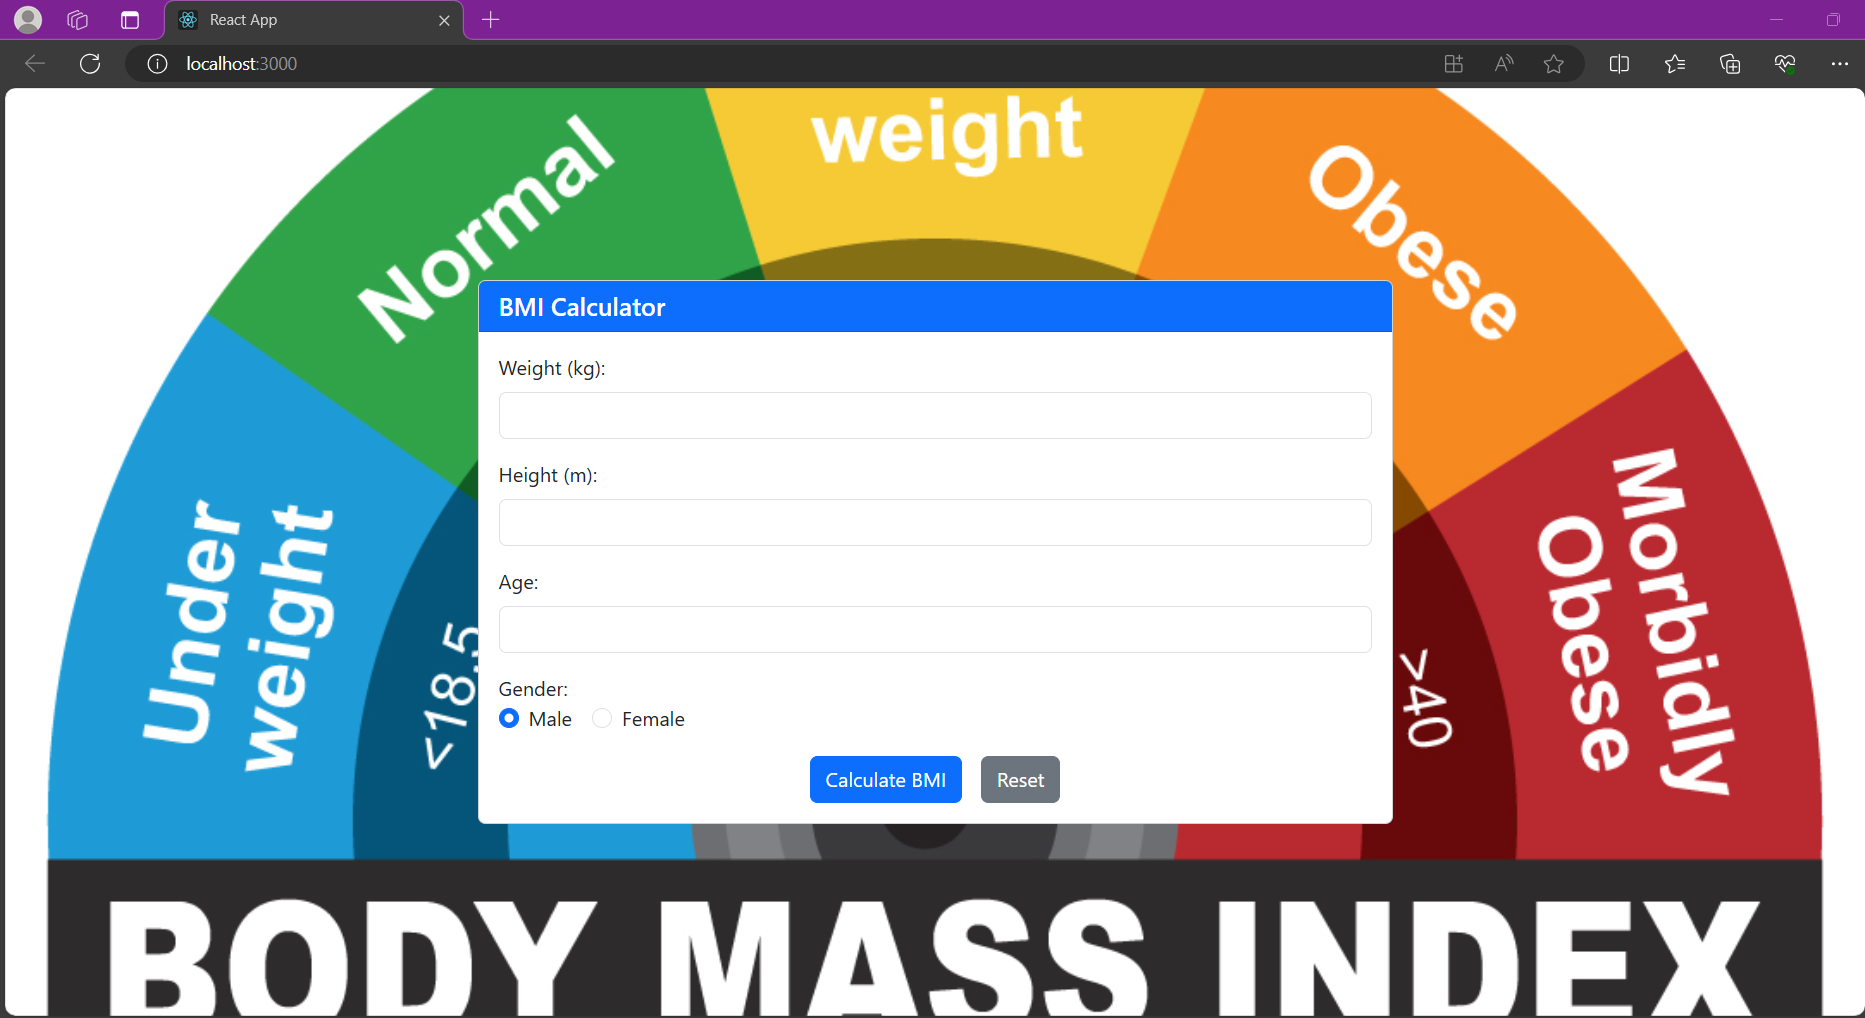 React App
localhost:3000
weight
Normal
Obese
Under
weight
<18.5
>40
Morbidly
Obese
BMI Calculator
Weight (kg):
Height (m):
Age:
Gender:
Male Female
Calculate BMI Reset
BODY MASS INDEX